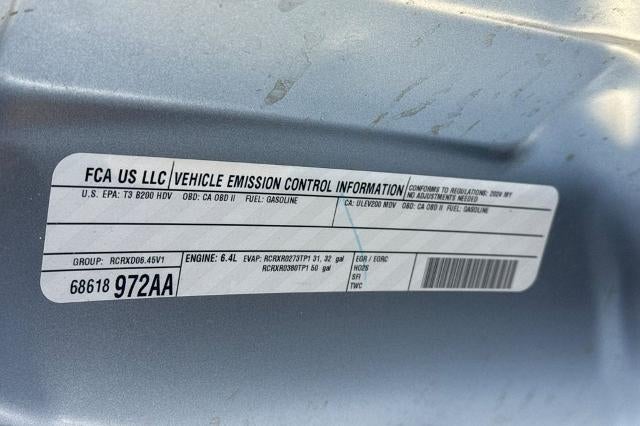 FCA US LLC VEHICLE EMISSION CONTROL INFORMATION
CONFORMS TO REGULATIONS: 2024 MY
NO ADJUSTMENTS NEEDED
U.S. EPA: T3 B200 HDV OBD: CA OBD II FUEL: GASOLINE
CA: ULEV200 MDV OBD: CA OBD II FUEL: GASOLINE
GROUP: RCRXD06.45V1
68618 972AA
ENGINE: 6.4L EVAP: RCRXR0273TP1 31, 32 gal
RCRXR0380TP1 50 gal
EGR / EGRC
HO2S
SFI
TWC